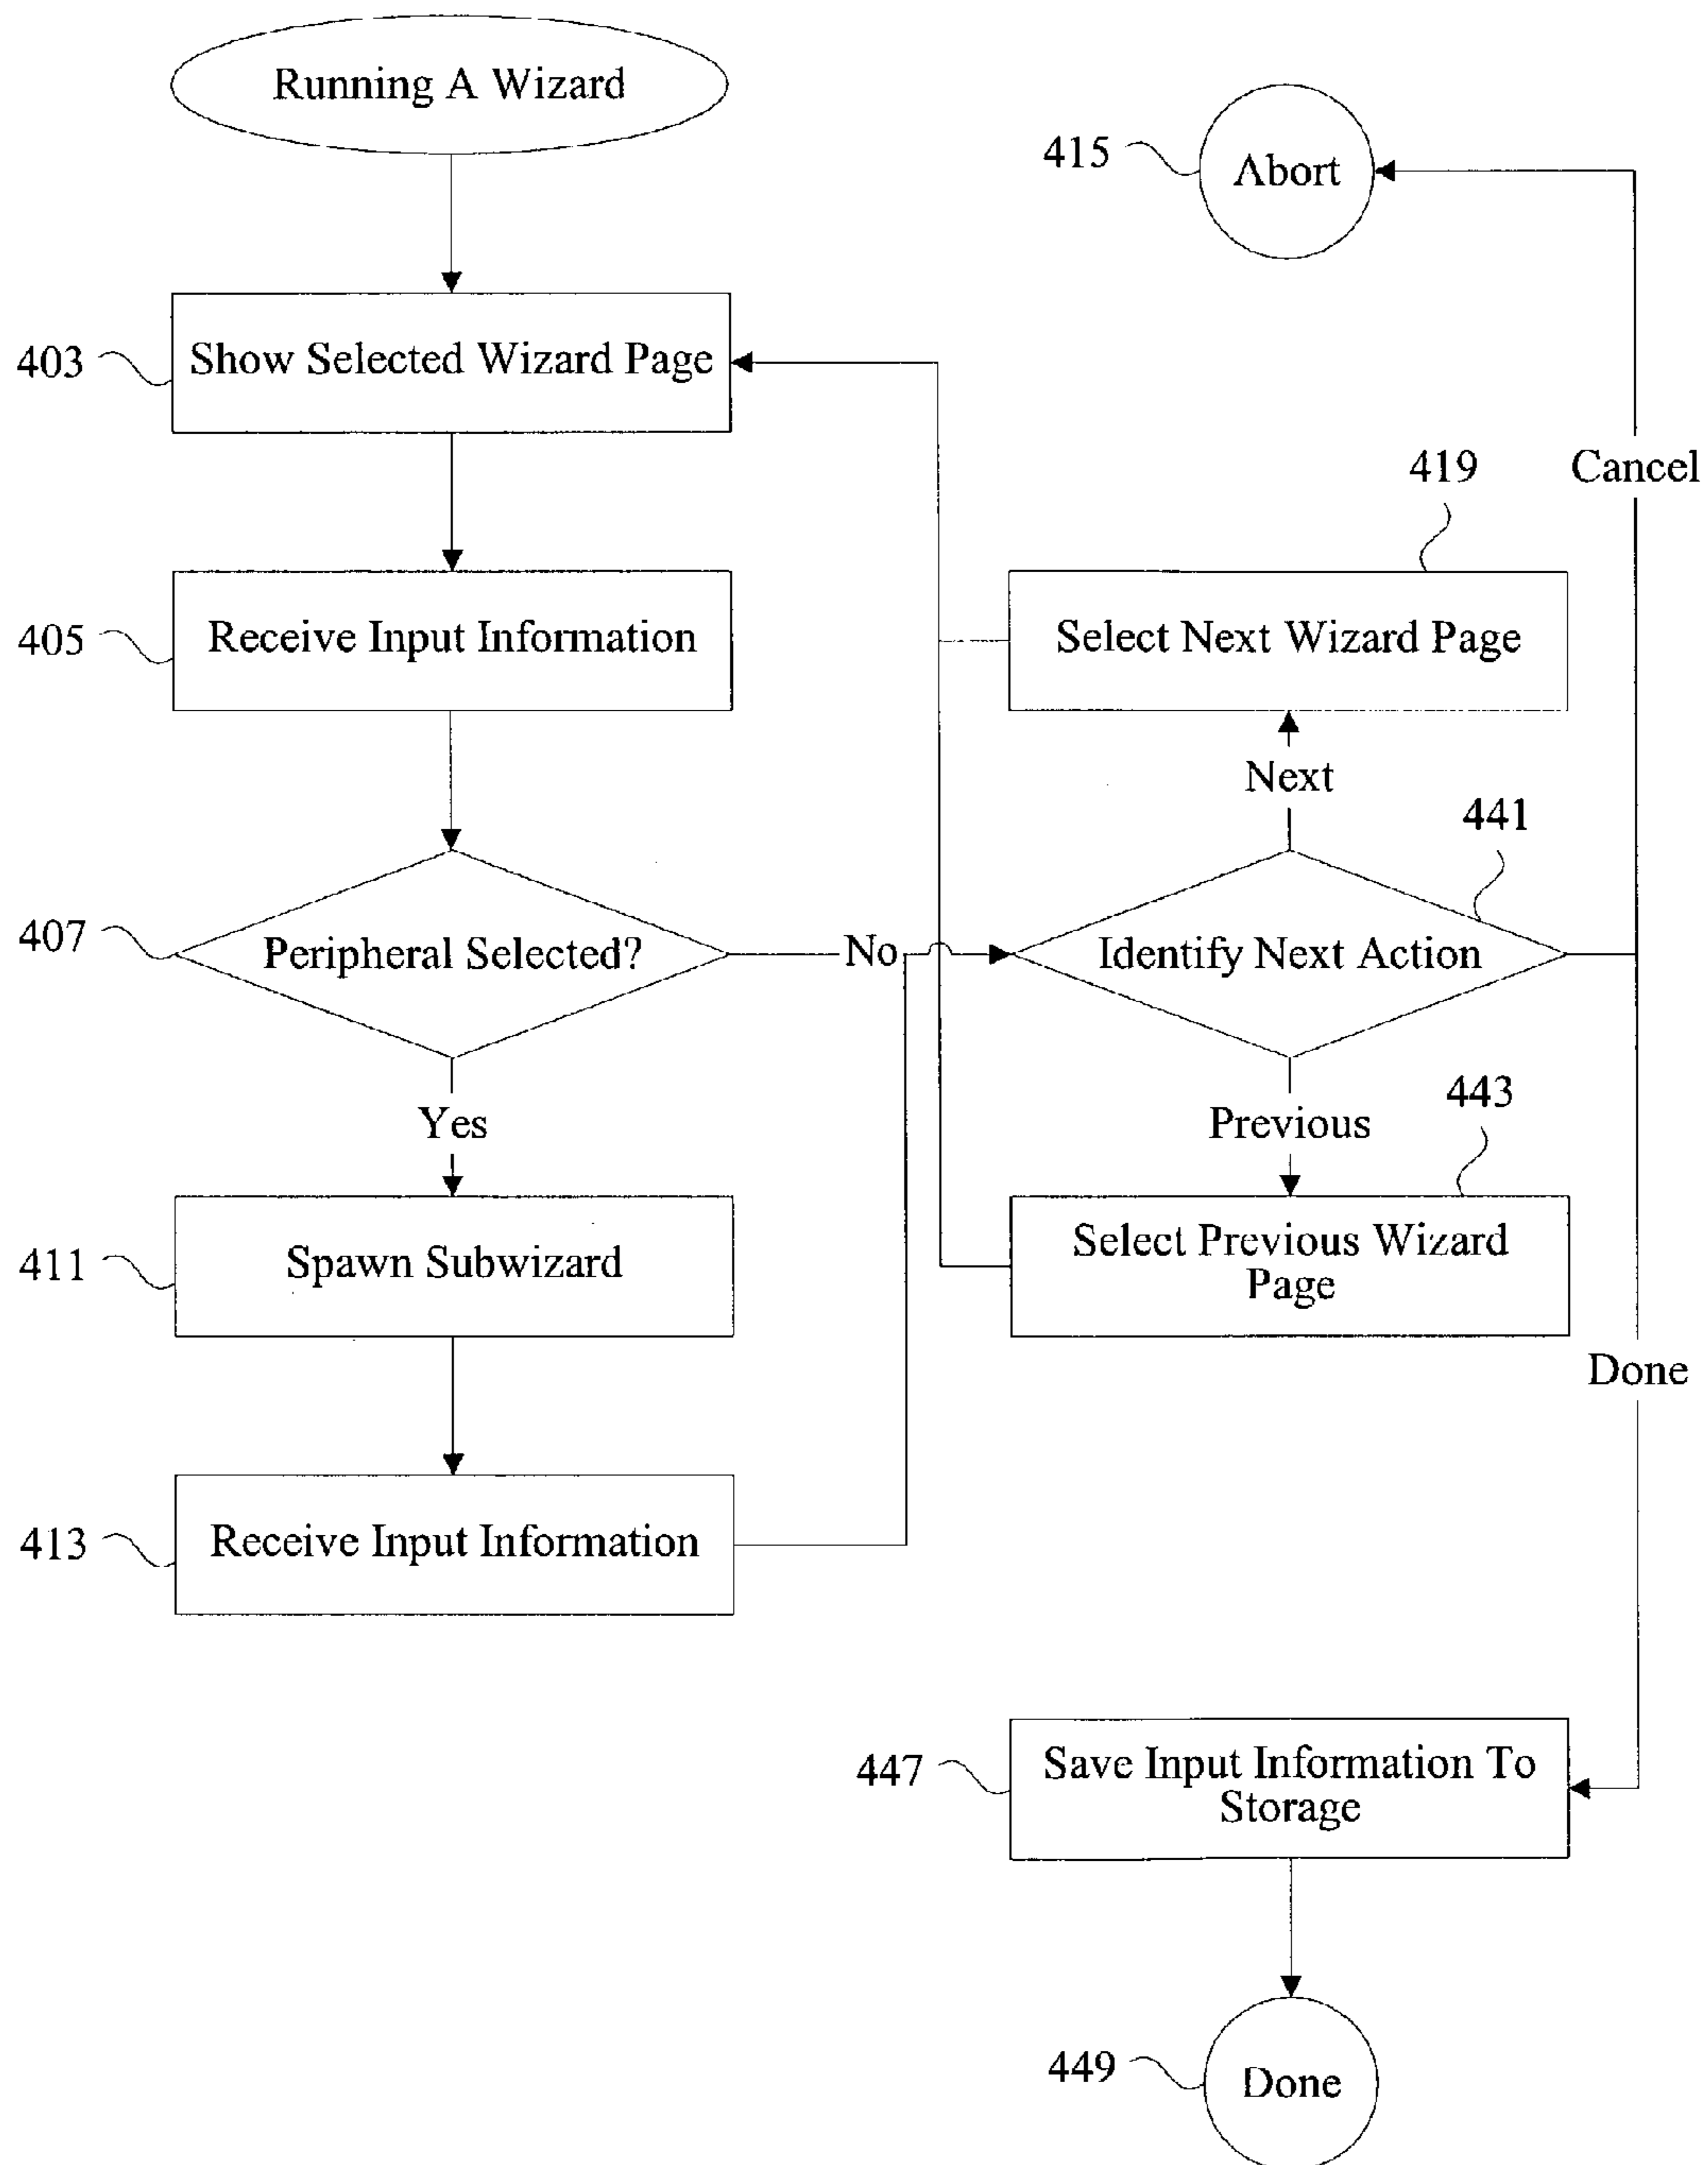 Running A Wizard
415
Abort
403
Show Selected Wizard Page
419
Cancel
405
Receive Input Information
Select Next Wizard Page
Next
441
407
Peripheral Selected?
No
Identify Next Action
Yes
Previous
443
411
Spawn Subwizard
Select Previous Wizard
Page
Done
413
Receive Input Information
447
Save Input Information To
Storage
449
Done